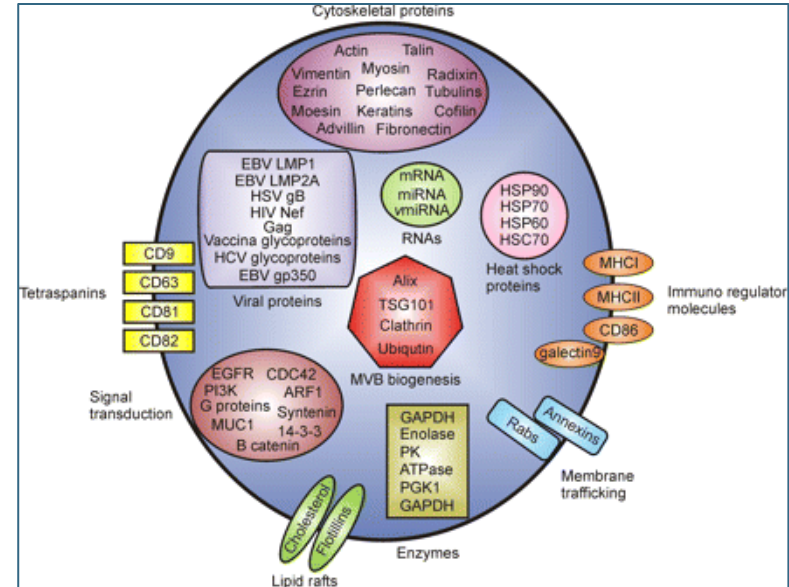 Cytoskeletal proteins
Actin Talin
Vimentin Myosin Radixin
Ezrin Perlecan Tubulins
Moesin Keratins Cofilin
Advillin Fibronectin
EBV LMP1
EBV LMP2A
HSV gB
HIV Nef
Gag
Vaccina glycoproteins
HCV glycoproteins
EBV gp350
Viral proteins
mRNA
miRNA
vmiRNA
RNAs
HSP90
HSP70
HSP60
HSC70
Heat shock
proteins
CD9
CD63
CD81
CD82
Tetraspanins
Alix
TSG101
Clathrin
Ubiqutin
MVB biogenesis
MHCI
MHCII
CD86
galectin9
Immuno regulator
molecules
Signal
transduction
EGFR CDC42
PI3K ARF1
G proteins Syntenin
MUC1 14-3-3
B catenin
GAPDH
Enolase
PK
ATPase
PGK1
GAPDH
Enzymes
Rabs
Annexins
Membrane
trafficking
Cholesterol
Flotillins
Lipid rafts